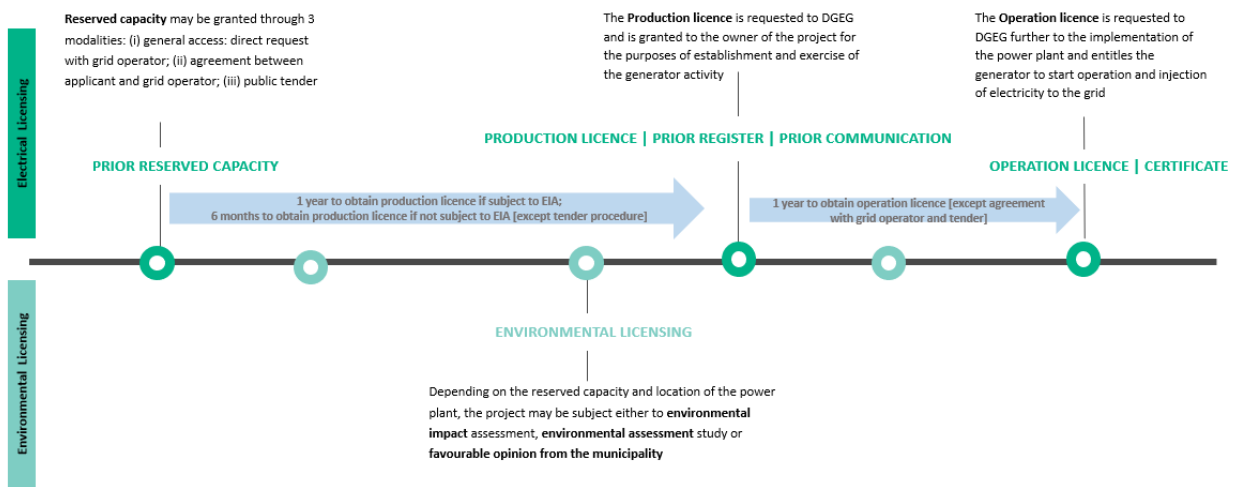 Electrical Licensing
Reserved capacity may be granted through 3
modalities: (i) general access: direct request
with grid operator; (ii) agreement between
applicant and grid operator; (iii) public tender
The Production licence is requested to DGEG
and is granted to the owner of the project for
the purposes of establishment and exercise of
the generator activity
The Operation licence is requested to
DGEG further to the implementation of
the power plant and entitles the
generator to start operation and injection
of electricity to the grid
PRIOR RESERVED CAPACITY
PRODUCTION LICENCE | PRIOR REGISTER | PRIOR COMMUNICATION
OPERATION LICENCE | CERTIFICATE
1 year to obtain production licence if subject to EIA;
6 months to obtain production licence if not subject to EIA [except tender procedure]
1 year to obtain operation licence [except agreement
with grid operator and tender]
Environmental Licensing
ENVIRONMENTAL LICENSING
Depending on the reserved capacity and location of the power
plant, the project may be subject either to environmental
impact assessment, environmental assessment study or
favourable opinion from the municipality